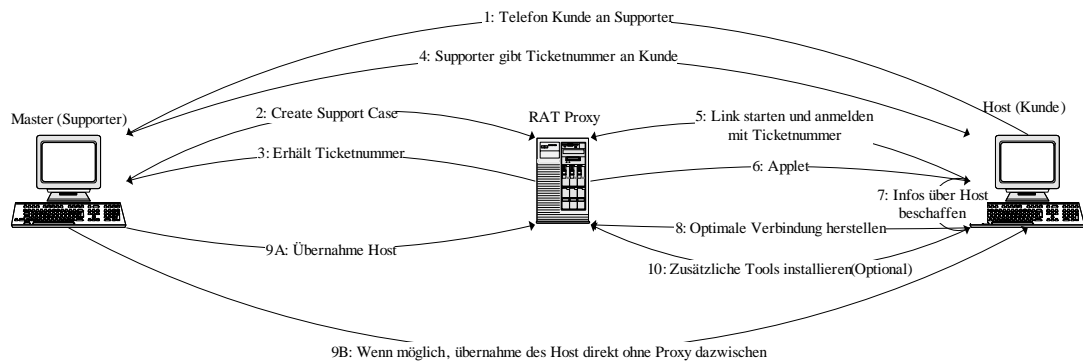 1: Telefon Kunde an Supporter
4: Supporter gibt Ticketnummer an Kunde
Master (Supporter)
2: Create Support Case
RAT Proxy
5: Link starten und anmelden
mit Ticketnummer
Host (Kunde)
3: Erhält Ticketnummer
6: Applet
7: Infos über Host
beschaffen
9A: Übernahme Host
8: Optimale Verbindung herstellen
10: Zusätzliche Tools installieren(Optional)
9B: Wenn möglich, übernahme des Host direkt ohne Proxy dazwischen